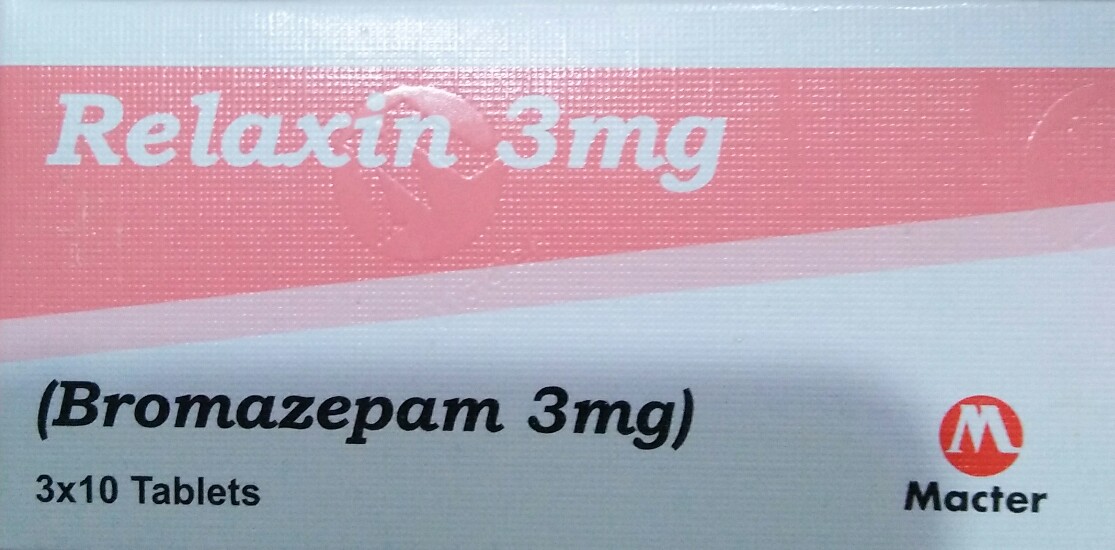 Relaxin 3mg
(Bromazepam 3mg)
3x10 Tablets
M
Macter